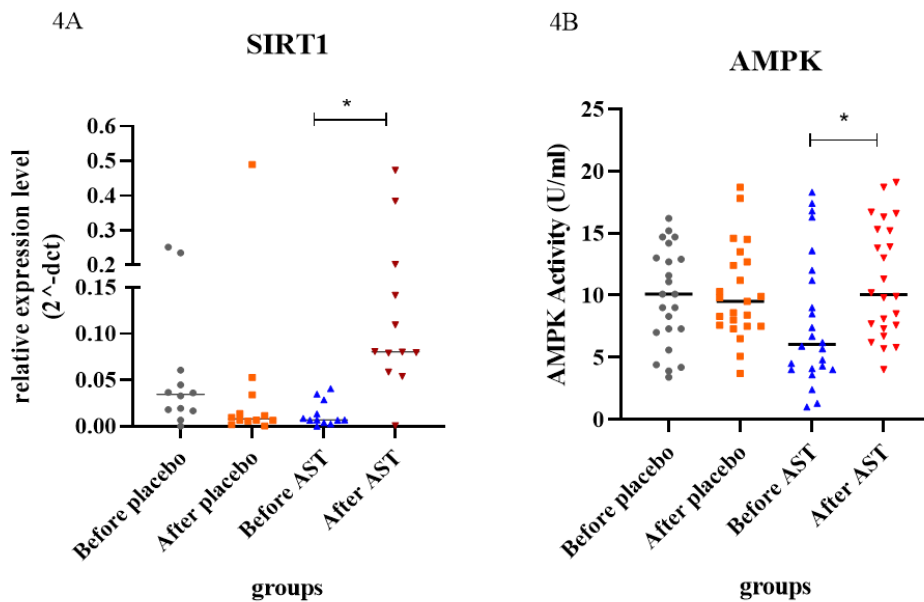 4A
SIRT1
*
relative expression level
(2^-dct)
0.6
0.5
0.4
0.3
0.2
0.15
0.10
0.05
0.00
Before placebo
After placebo
Before AST
After AST
groups
4B
AMPK
*
AMPK Activity (U/ml)
25
20
15
10
5
0
Before placebo
After placebo
Before AST
After AST
groups